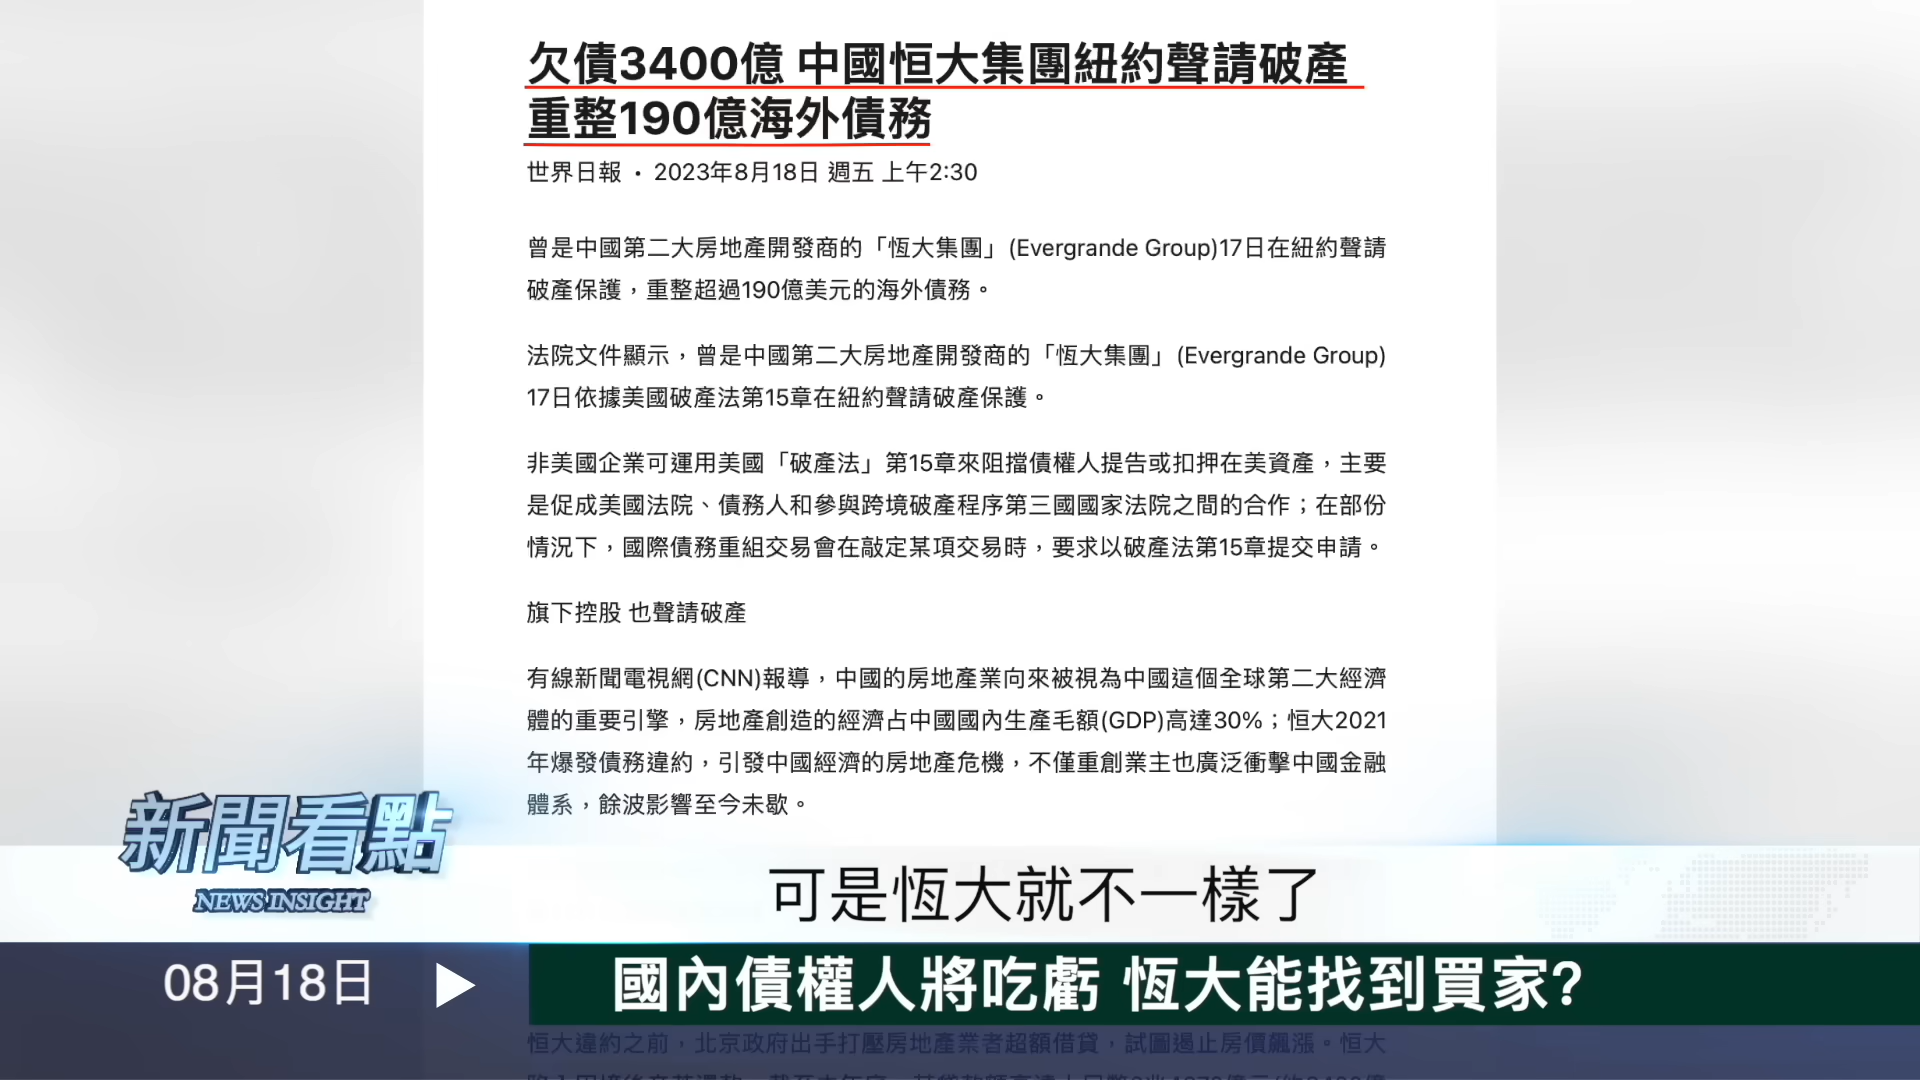 欠債3400億 中國恒大集團紐約聲請破產
重整190億海外債務
世界日報 · 2023年8月18日 週五 上午2:30
曾是中國第二大房地產開發商的「恆大集團」(Evergrande Group)17日在紐約聲請
破產保護，重整超過190億美元的海外債務。
法院文件顯示，曾是中國第二大房地產開發商的「恆大集團」(Evergrande Group)
17日依據美國破產法第15章在紐約聲請破產保護。
非美國企業可運用美國「破產法」第15章來阻擋債權人提告或扣押在美資產，主要
是促成美國法院、債務人和參與跨境破產程序第三國國家法院之間的合作；在部份
情況下，國際債務重組交易會在敲定某項交易時，要求以破產法第15章提交申請。
旗下控股 也聲請破產
有線新聞電視網(CNN)報導，中國的房地產業向來被視為中國這個全球第二大經濟
體的重要引擎，房地產創造的經濟占中國國內生產毛額(GDP)高達30%；恒大2021
年爆發債務違約，引發中國經濟的房地產危機，不僅重創業主也廣泛衝擊中國金融
體系，餘波影響至今未歇。
新聞看點
NEWS INSIGHT
可是恆大就不一樣了
08月18日
國內債權人將吃虧 恆大能找到買家?
恒大違約之前，北京政府出手打壓房地產業者超額借貸，試圖遏止房價飆漲。恒大